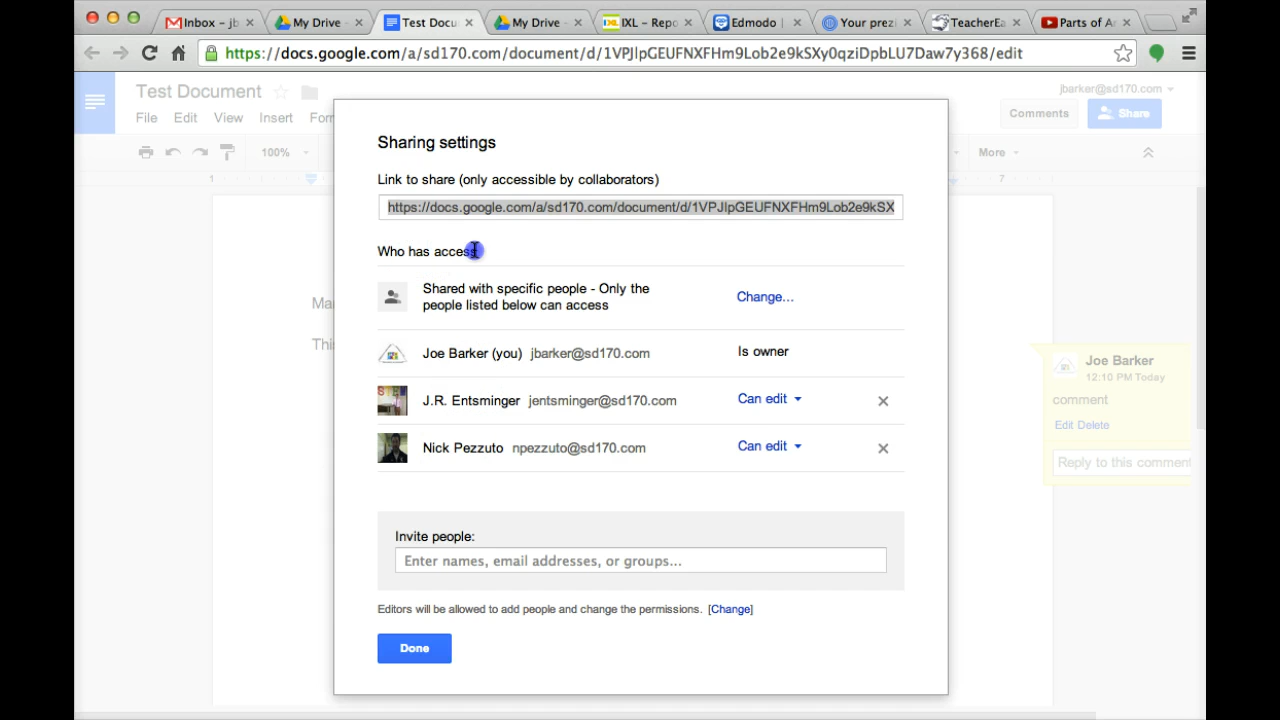 Inbox – jb
My Drive -
Test Docu
My Drive -
IXL – Repo
Edmodo |
Your prezi
TeacherEa
Parts of A
https://docs.google.com/a/sd170.com/document/d/1VPJlpGEUFNXFHm9Lob2e9kSXy0qziDpbLU7Daw7y368/edit
Test Document
jbarker@sd170.com
File Edit View Insert For
Comments
Share
100%
More
1
7
Sharing settings
Link to share (only accessible by collaborators)
https://docs.google.com/a/sd170.com/document/d/1VPJlpGEUFNXFHm9Lob2e9kSX
Who has access
Shared with specific people - Only the
people listed below can access
Change...
Joe Barker (you) jbarker@sd170.com
Is owner
J.R. Entsminger jentsminger@sd170.com
Can edit
Nick Pezzuto npezzuto@sd170.com
Can edit
Invite people:
Enter names, email addresses, or groups...
Editors will be allowed to add people and change the permissions. [Change]
Done
Ma
Thi
Joe Barker
12:10 PM Today
comment
Edit Delete
Reply to this comment